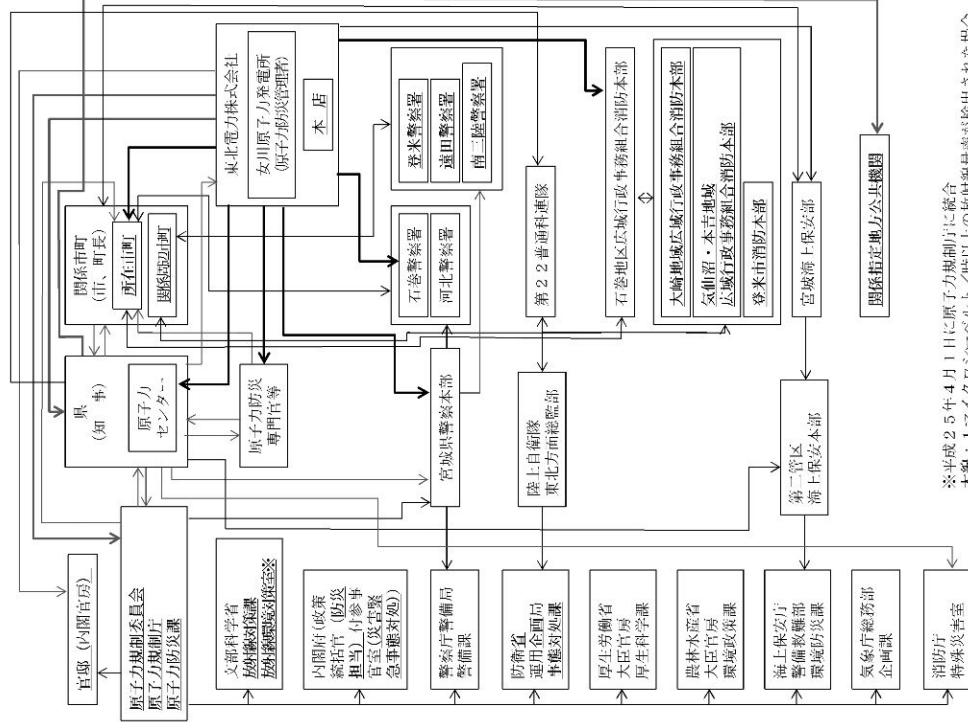 東北電力株式会社
女川原子力発電所
(原子力防災管理者)
本 店
関係市町
(市、町長)
所在市町
関係周辺市町
県
(知 事)
原子力
センター
原子力防災
専門官等
官邸 (内閣官房)
原子力規制委員会
原子力規制庁
原子力防災課
登米警察署
遠田警察署
南三陸警察署
石巻警察署
河北警察署
宮城県警察本部
第22普通科連隊
陸上自衛隊
東北方面総監部
石巻地区広域行政事務組合消防本部
大崎地域広域行政事務組合消防本部
気仙沼・本吉地域
広域行政事務組合消防本部
登米市消防本部
宮城海上保安部
第二管区
海上保安本部
関係指定地方公共機関
文部科学省
内閣府(政策
統括官 (防災
担当) 付参事
官室 (災害緊
急事態対処))
警察庁警備局
警備課
防衛省
運用企画局
事態対処課
厚生労働省
大臣官房
厚生科学課
農林水産省
大臣官房
環境政策課
海上保安庁
警備救難部
環境防災課
気象庁総務部
企画課
消防庁
特殊災害室
※平成25年4月1日に原子力規制庁に統合